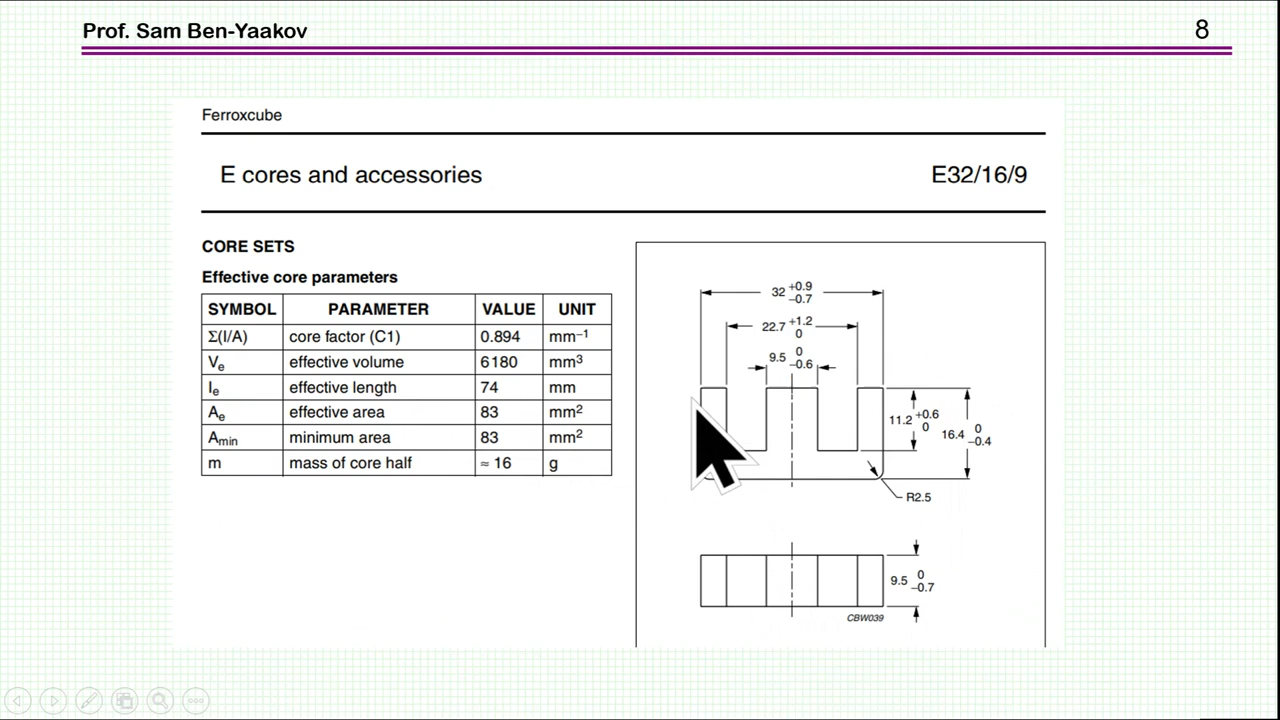 Prof. Sam Ben-Yaakov
8
Ferroxcube
E cores and accessories
E32/16/9
CORE SETS
Effective core parameters
SYMBOL PARAMETER VALUE UNIT
Σ(I/A) core factor (C1) 0.894 mm−1
Ve effective volume 6180 mm3
Ie effective length 74 mm
Ae effective area 83 mm2
Amin minimum area 83 mm2
m mass of core half ≈ 16 g
32 +0.9 −0.7
22.7 +1.2 0
9.5 0 −0.6
11.2 +0.6 0
16.4 0 −0.4
R2.5
9.5 0 −0.7
CBW039